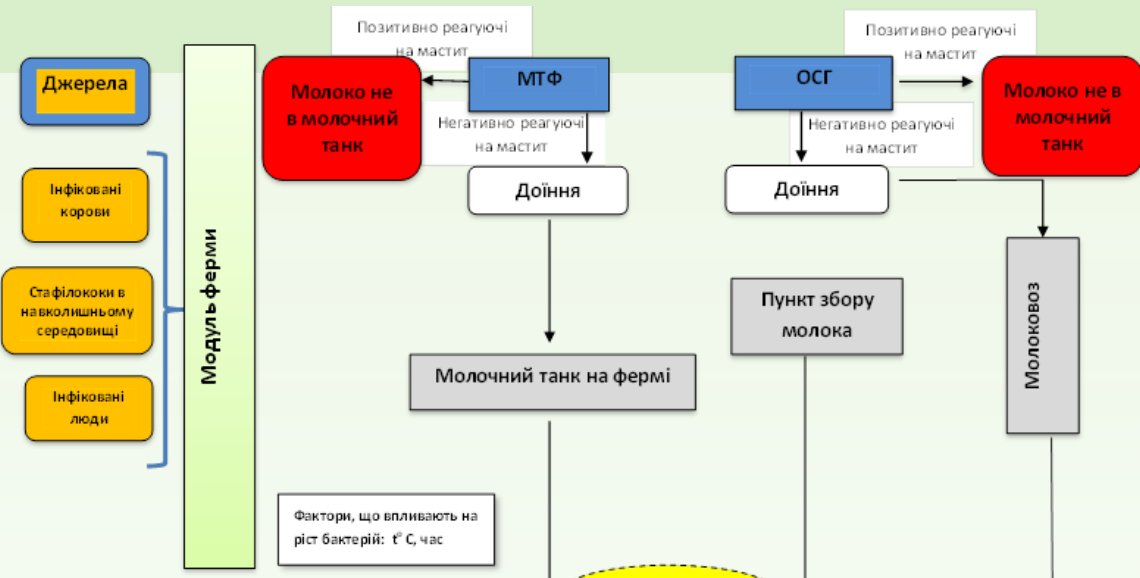 Позитивно реагуючі
на мастит
Позитивно реагуючі
на мастит
Джерела
МТФ
ОСГ
Молоко не
в молочний
танк
Молоко не в
молочний
танк
Негативно реагуючі
на мастит
Негативно реагуючі
на мастит
Доїння
Доїння
Інфіковані
корови
Стафілококи в
навколишньому
середовищі
Інфіковані
люди
Модуль ферми
Пункт збору
молока
Молоковоз
Молочний танк на фермі
Фактори, що впливають на
ріст бактерій: t° С, час